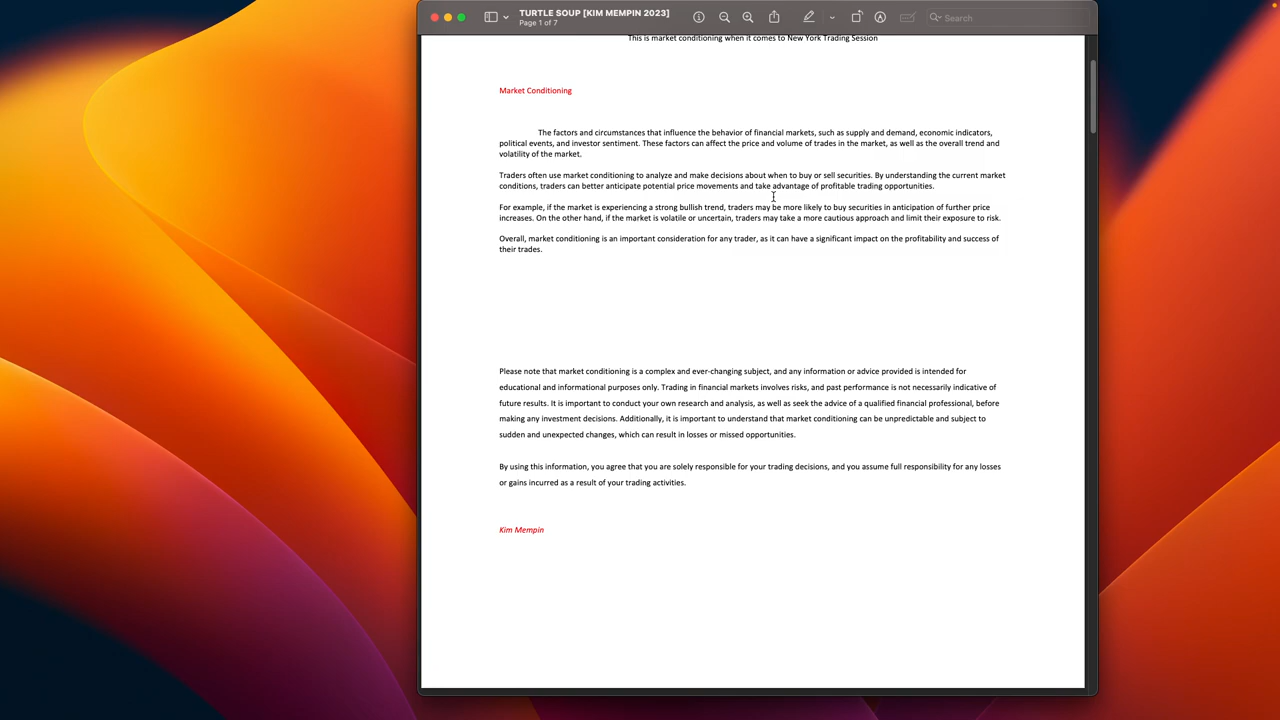 TURTLE SOUP [KIM MEMPIN 2023]
Page 1 of 7
Search
This is market conditioning when it comes to New York Trading Session
Market Conditioning
The factors and circumstances that influence the behavior of financial markets, such as supply and demand, economic indicators,
political events, and investor sentiment. These factors can affect the price and volume of trades in the market, as well as the overall trend and
volatility of the market.
Traders often use market conditioning to analyze and make decisions about when to buy or sell securities. By understanding the current market
conditions, traders can better anticipate potential price movements and take advantage of profitable trading opportunities.
For example, if the market is experiencing a strong bullish trend, traders may be more likely to buy securities in anticipation of further price
increases. On the other hand, if the market is volatile or uncertain, traders may take a more cautious approach and limit their exposure to risk.
Overall, market conditioning is an important consideration for any trader, as it can have a significant impact on the profitability and success of
their trades.
Please note that market conditioning is a complex and ever-changing subject, and any information or advice provided is intended for
educational and informational purposes only. Trading in financial markets involves risks, and past performance is not necessarily indicative of
future results. It is important to conduct your own research and analysis, as well as seek the advice of a qualified financial professional, before
making any investment decisions. Additionally, it is important to understand that market conditioning can be unpredictable and subject to
sudden and unexpected changes, which can result in losses or missed opportunities.
By using this information, you agree that you are solely responsible for your trading decisions, and you assume full responsibility for any losses
or gains incurred as a result of your trading activities.
Kim Mempin